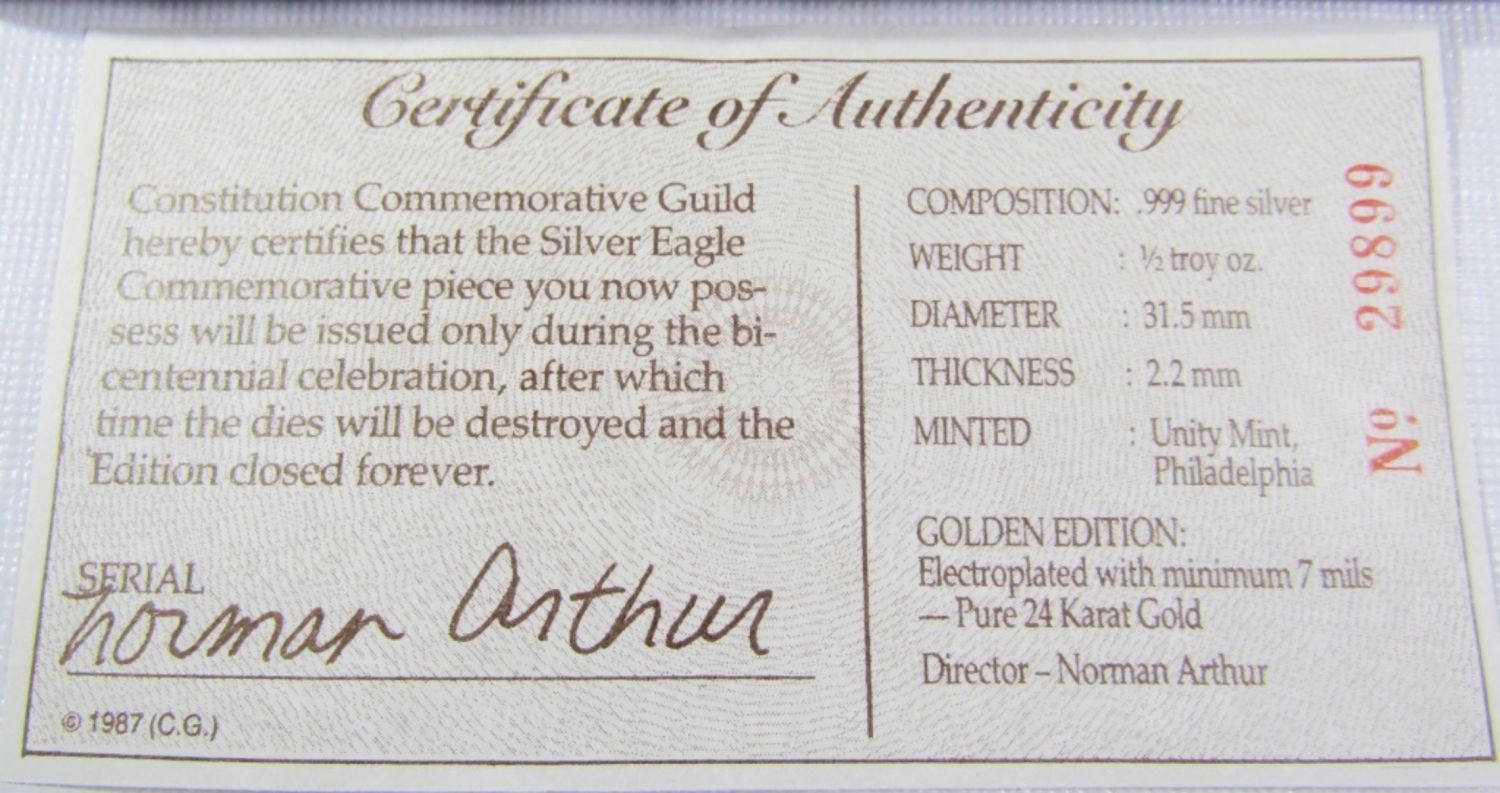 Certificate of Authenticity
Constitution Commemorative Guild
hereby certifies that the Silver Eagle
Commemorative piece you now pos-
sess will be issued only during the bi-
centennial celebration, after which
time the dies will be destroyed and the
Edition closed forever.
SERIAL
Norman Arthur
© 1987 (C.G.)
COMPOSITION: .999 fine silver
WEIGHT : ½ troy oz.
DIAMETER : 31.5 mm
THICKNESS : 2.2 mm
MINTED : Unity Mint,
Philadelphia
GOLDEN EDITION:
Electroplated with minimum 7 mils
— Pure 24 Karat Gold
Director – Norman Arthur
Nº: 29899